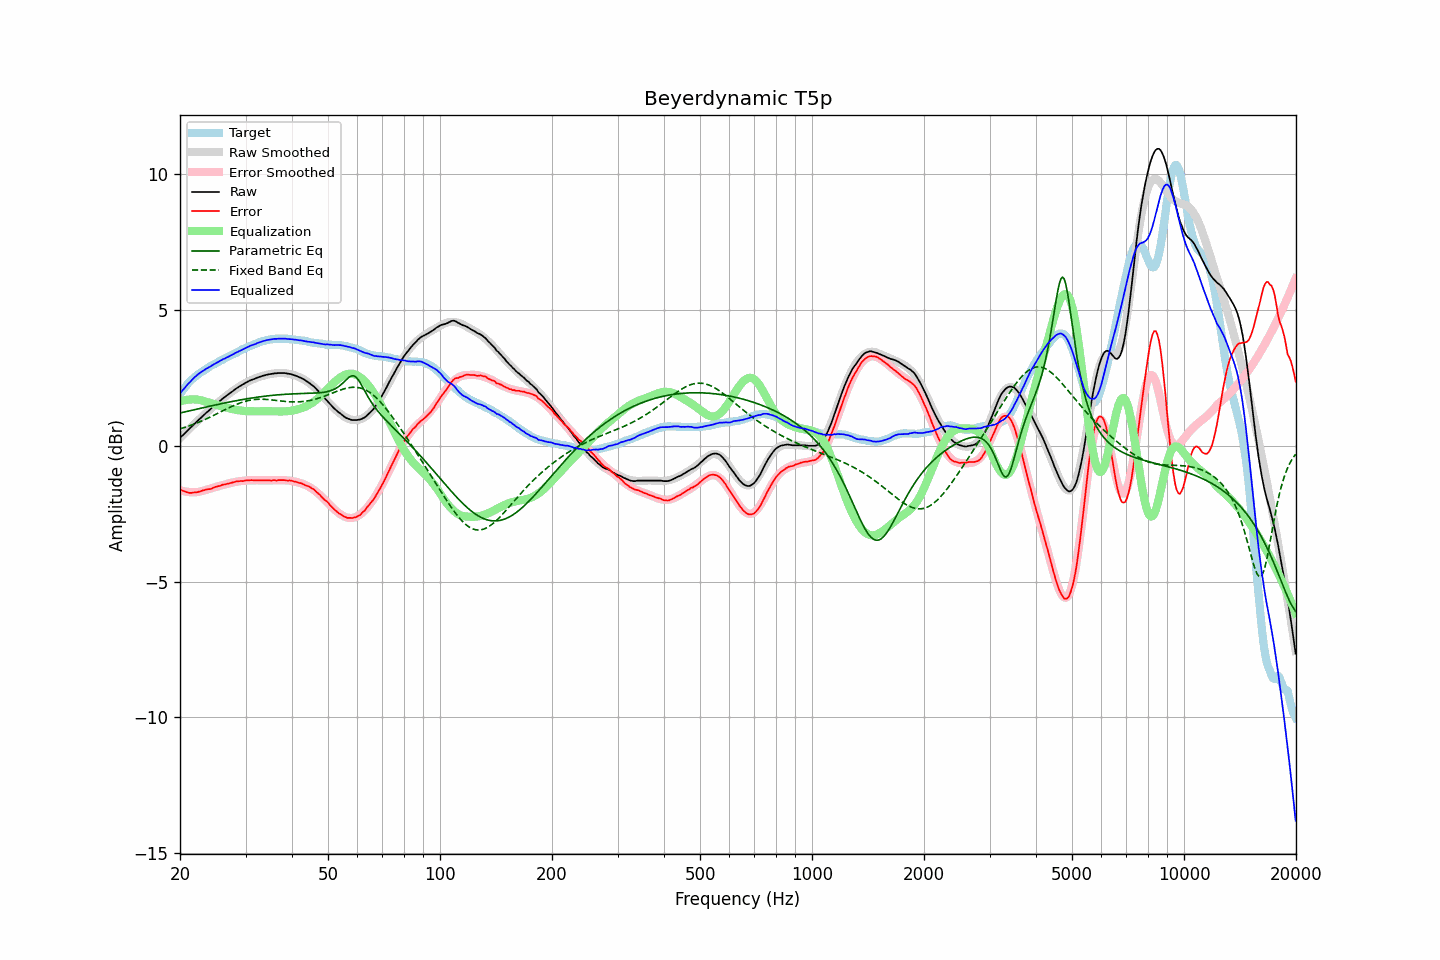 Beyerdynamic T5p
Target
Raw Smoothed
Error Smoothed
Raw
Error
Equalization
Parametric Eq
Fixed Band Eq
Equalized
10
5
0
−5
−10
−15
Amplitude (dBr)
20 50 100 200 500 1000 2000 5000 10000 20000
Frequency (Hz)